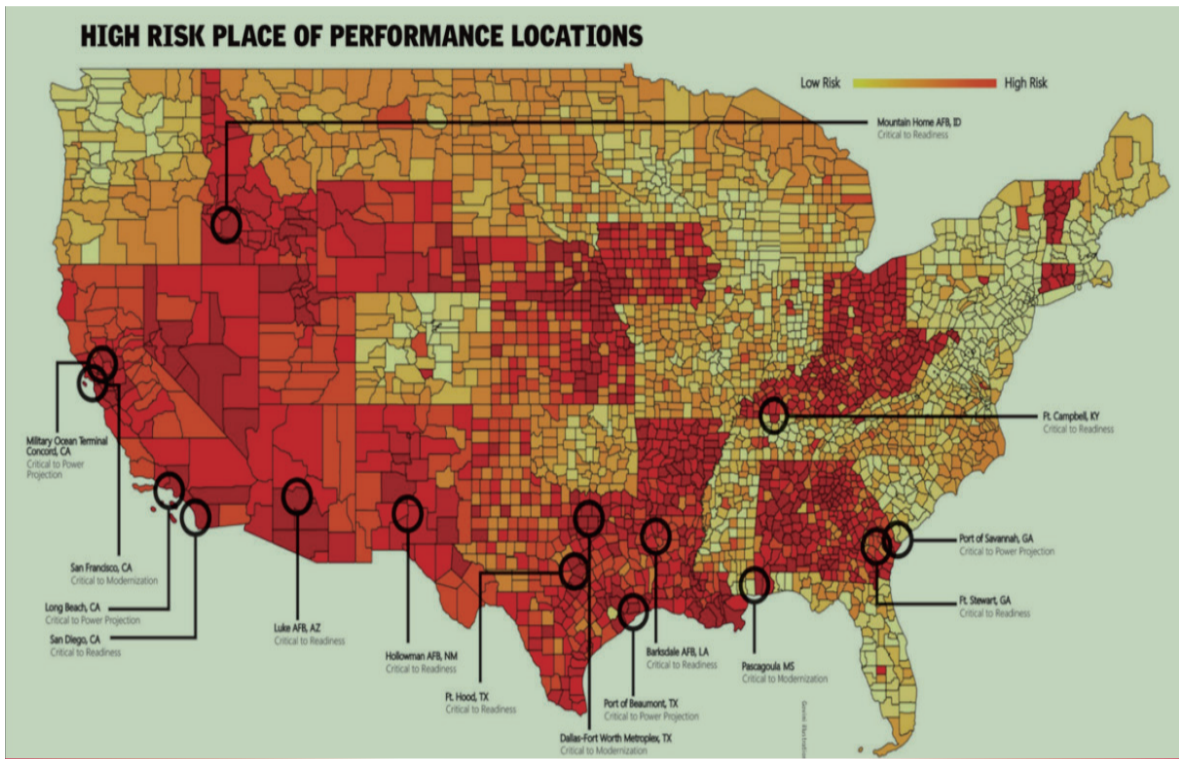 HIGH RISK PLACE OF PERFORMANCE LOCATIONS
Low Risk
High Risk
Mountain Home AFB, ID
Critical to Readiness
Ft. Campbell, KY
Critical to Readiness
Military Ocean Terminal
Concord, CA
Critical to Power
Projection
San Francisco, CA
Critical to Modernization
Long Beach, CA
Critical to Power Projection
San Diego, CA
Critical to Readiness
Luke AFB, AZ
Critical to Readiness
Hollowman AFB, NM
Critical to Readiness
Ft. Hood, TX
Critical to Readiness
Dallas-Fort Worth Metroplex, TX
Critical to Modernization
Port of Beaumont, TX
Critical to Power Projection
Barksdale AFB, LA
Critical to Readiness
Pascagoula MS
Critical to Modernization
Port of Savannah, GA
Critical to Power Projection
Ft. Stewart, GA
Critical to Readiness